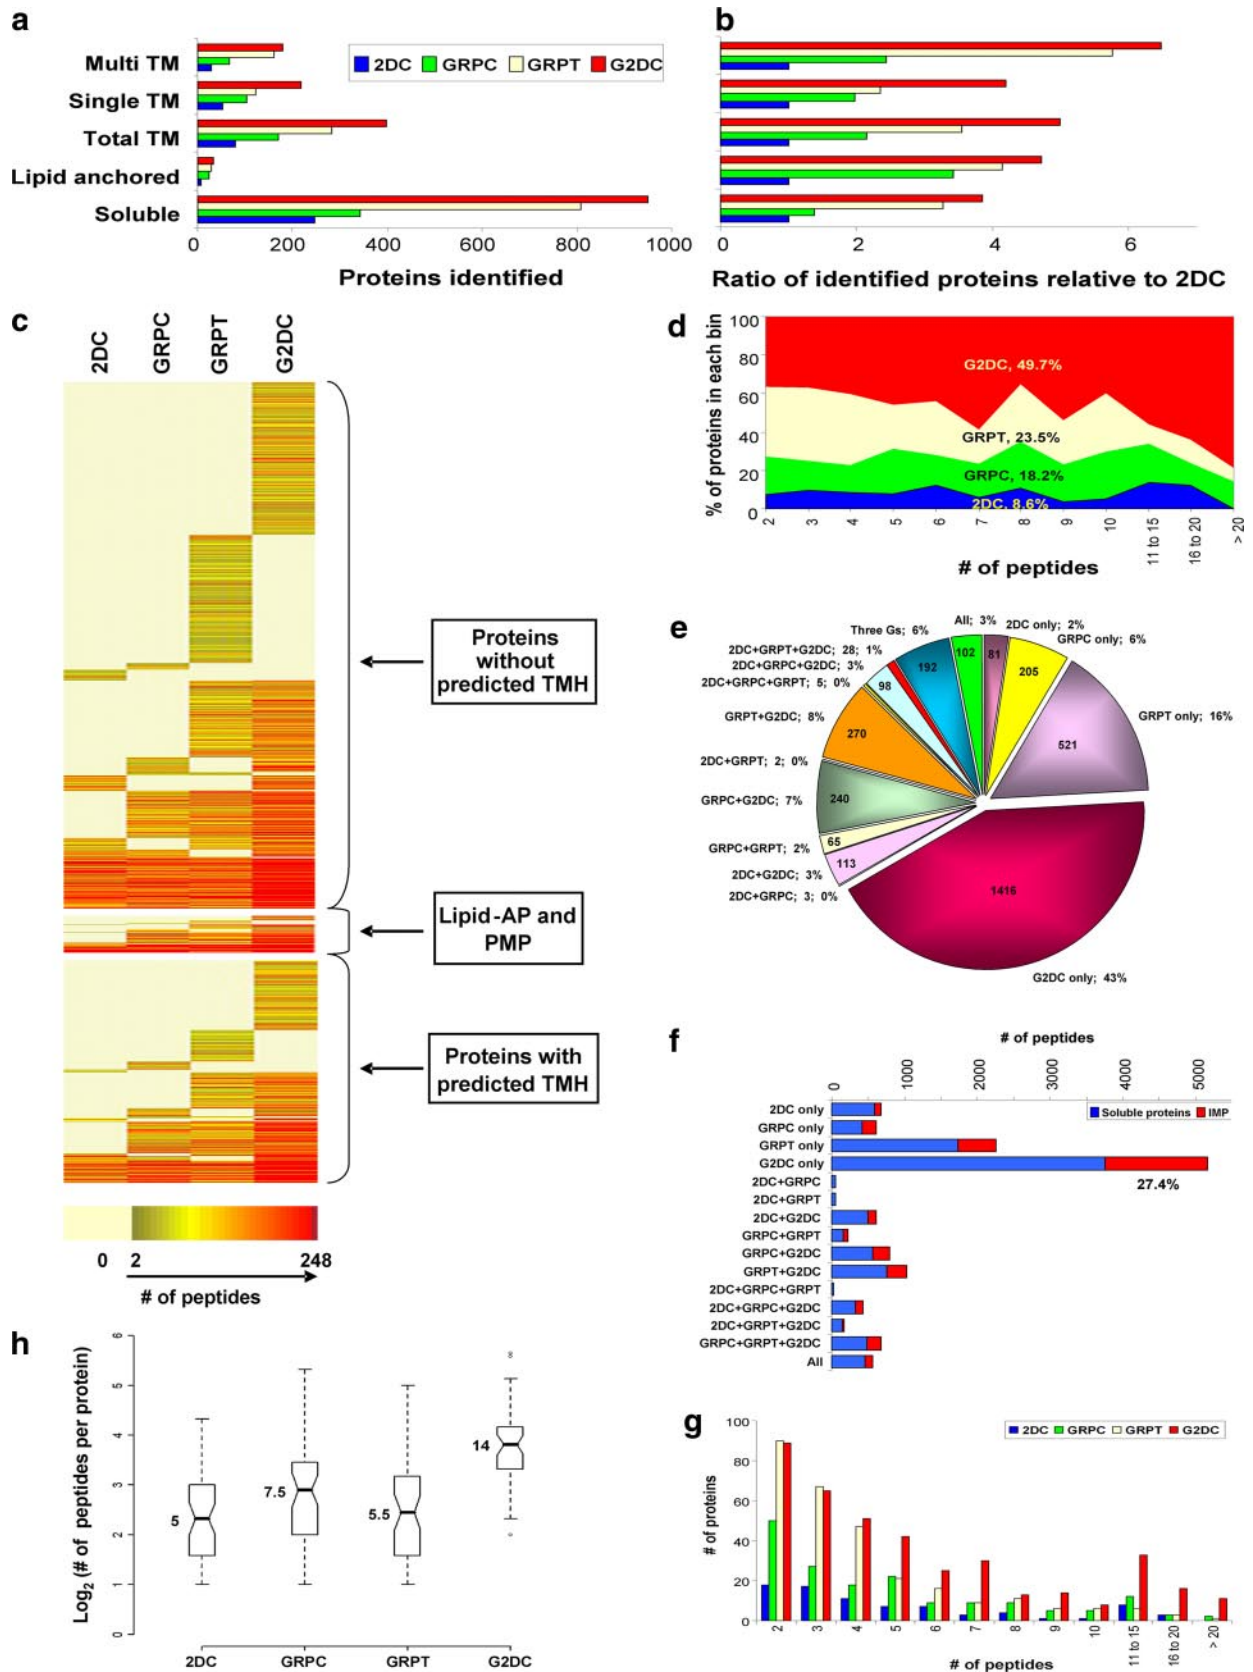 a
Multi TM
Single TM
Total TM
Lipid anchored
Soluble
2DC GRPC GRPT G2DC
0 200 400 600 800 1000
Proteins identified
b
0 2 4 6
Ratio of identified proteins relative to 2DC
c
2DC GRPC GRPT G2DC
Proteins
without
predicted TMH
Lipid-AP and
PMP
Proteins with
predicted TMH
0 2 248
# of peptides
d
% of proteins in each bin
100
80
60
40
20
0
G2DC, 49.7%
GRPT, 23.5%
GRPC, 18.2%
2DC, 8.6%
2 3 4 5 6 7 8 9 10 11 to 15 16 to 20 > 20
# of peptides
e
All; 3%
2DC only; 2%
GRPC only; 6%
GRPT only; 16%
G2DC only; 43%
2DC+GRPC; 3; 0%
2DC+G2DC; 3%
GRPC+GRPT; 2%
GRPC+G2DC; 7%
2DC+GRPT; 2; 0%
GRPT+G2DC; 8%
2DC+GRPC+GRPT; 5; 0%
2DC+GRPC+G2DC; 3%
2DC+GRPT+G2DC; 28; 1%
Three Gs; 6%
102
81
205
521
1416
113
65
240
270
98
192
f
# of peptides
0 1000 2000 3000 4000 5000
Soluble proteins IMP
2DC only
GRPC only
GRPT only
G2DC only
27.4%
2DC+GRPC
2DC+GRPT
2DC+G2DC
GRPC+GRPT
GRPC+G2DC
GRPT+G2DC
2DC+GRPC+GRPT
2DC+GRPC+G2DC
2DC+GRPT+G2DC
GRPC+GRPT+G2DC
All
g
2DC GRPC GRPT G2DC
# of proteins
100
80
60
40
20
0
2 3 4 5 6 7 8 9 10 11 to 15 16 to 20 > 20
# of peptides
h
Log2 (# of peptides per protein)
6
5
4
3
2
1
0
5
7.5
5.5
14
2DC GRPC GRPT G2DC